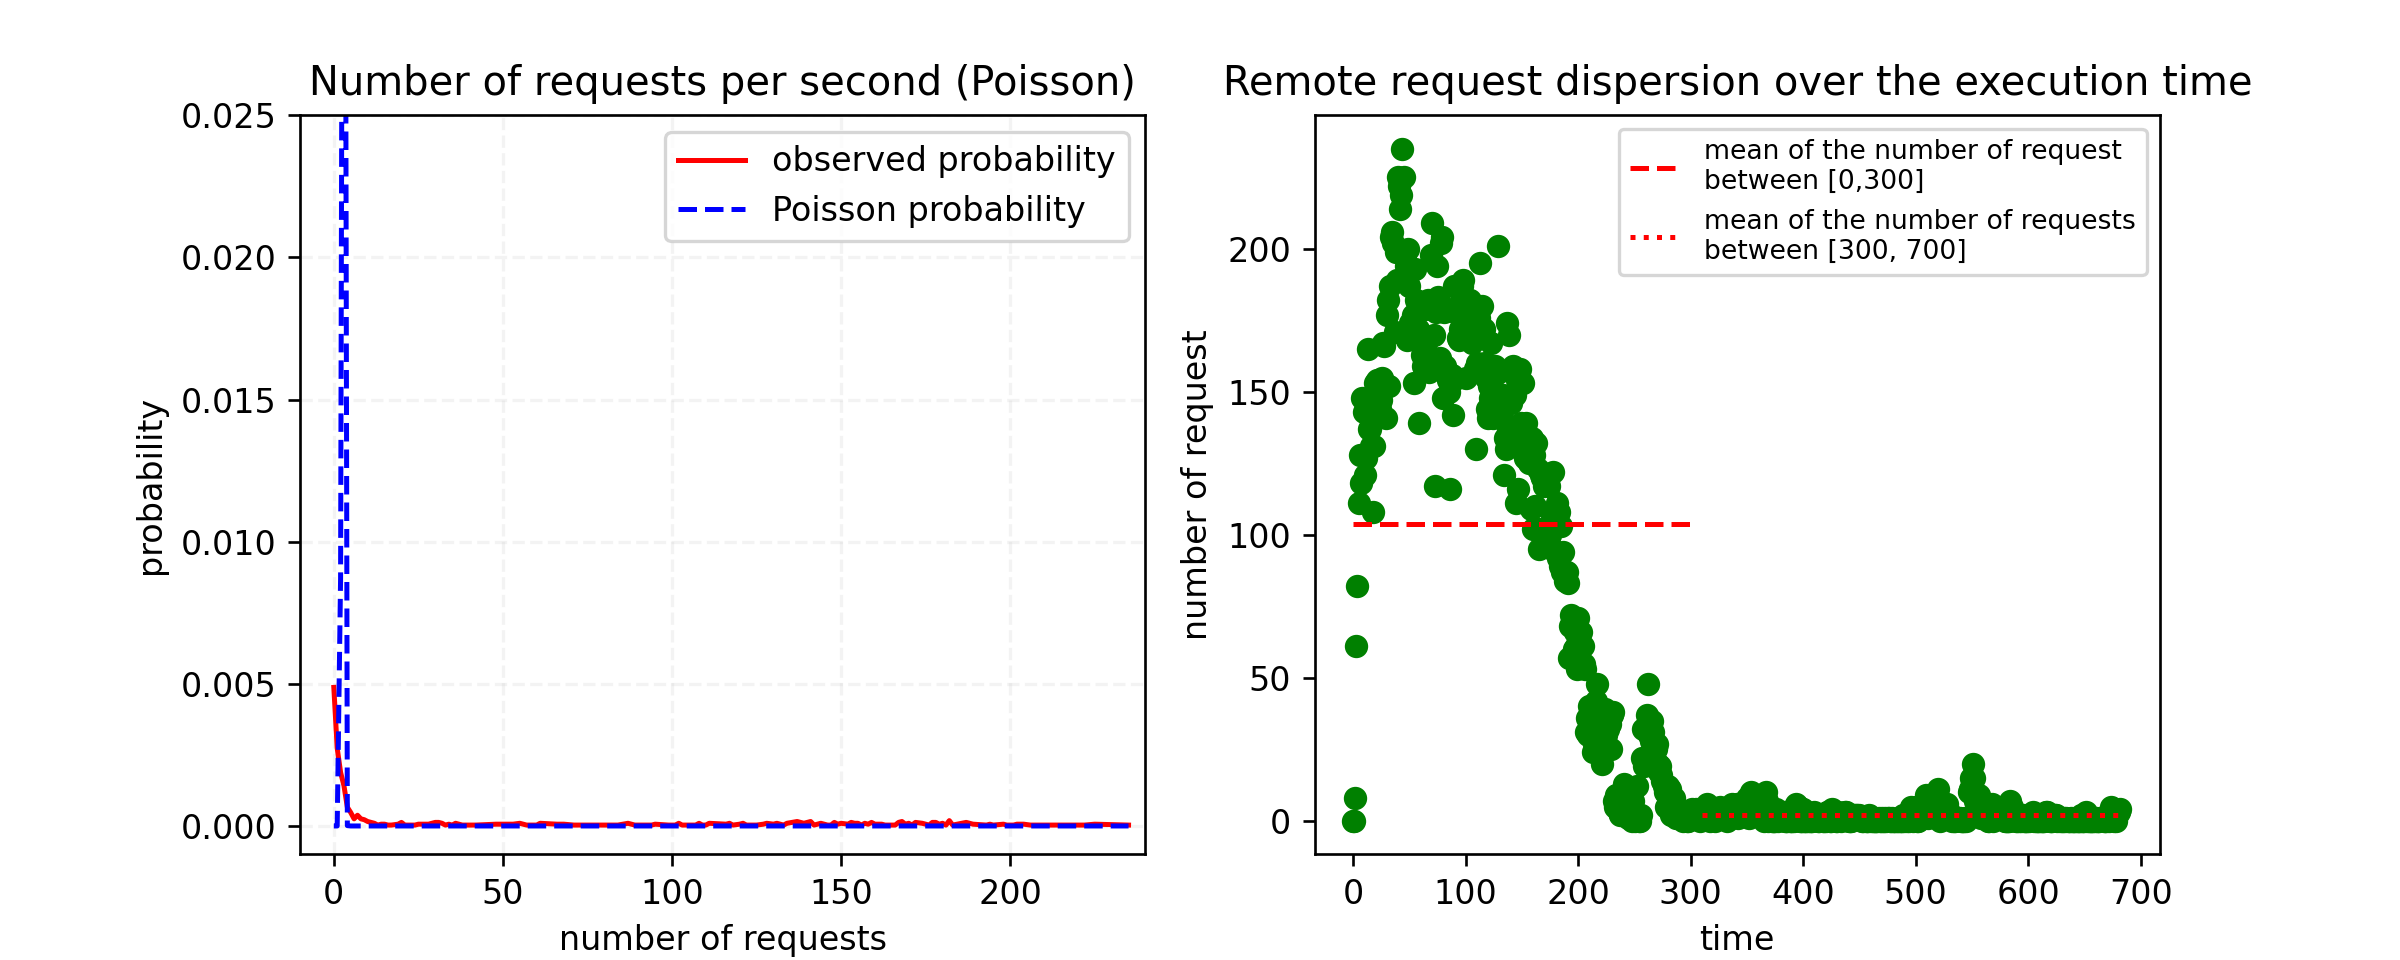 Number of requests per second (Poisson)
0.025
0.020
0.015
0.010
0.005
0.000
probability
observed probability
Poisson probability
0 50 100 150 200
number of requests
Remote request dispersion over the execution time
200
150
100
50
0
number of request
mean of the number of request
between [0,300]
mean of the number of requests
between [300, 700]
0 100 200 300 400 500 600 700
time